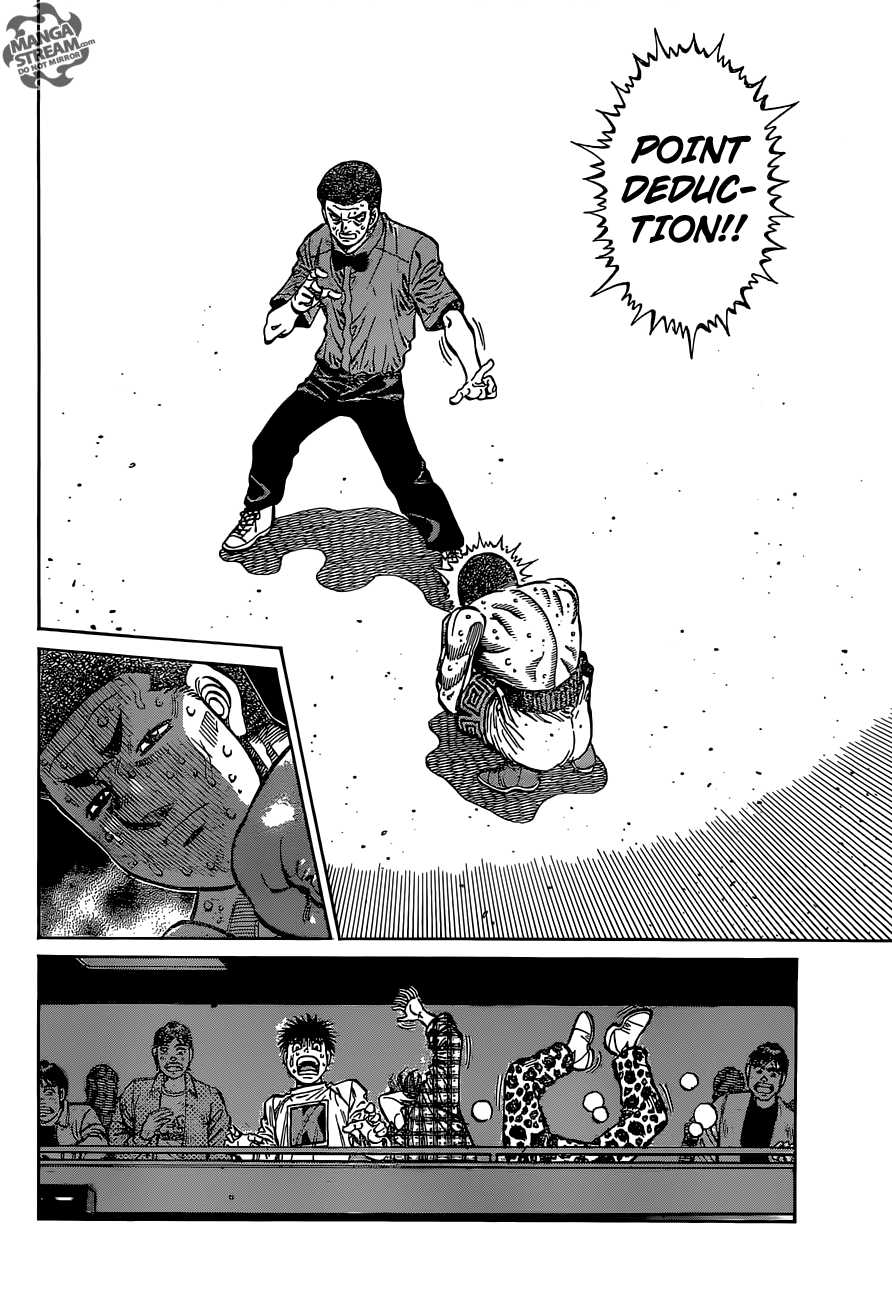 MANGA
STREAM.com
DO NOT MIRROR
POINT
DEDUC-
TION!!